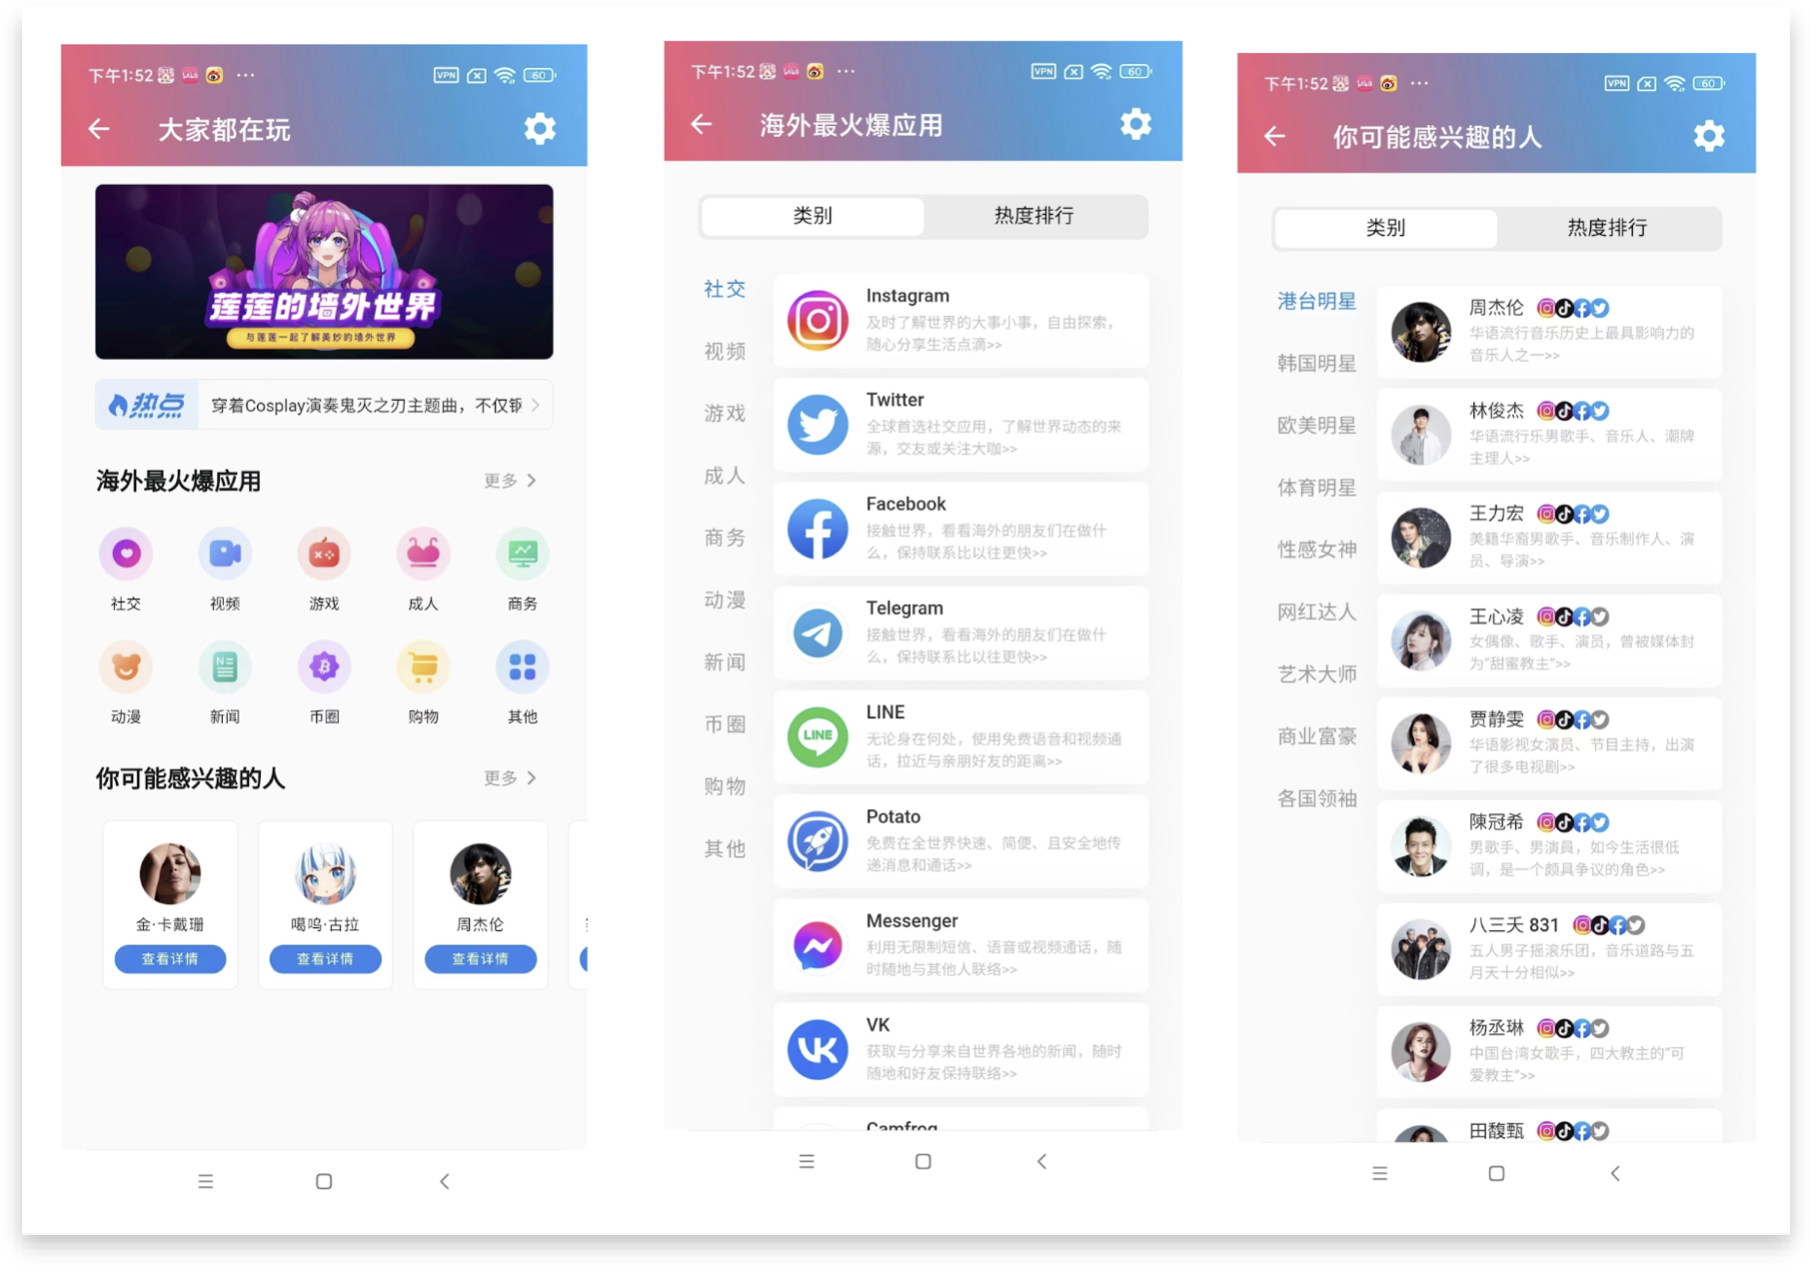 下午1:52
VPN
60
大家都在玩
莲莲的墙外世界
与莲莲一起了解美妙的墙外世界
热点
穿着Cosplay演奏鬼灭之刃主题曲，不仅钶
海外最火爆应用
更多
社交
视频
游戏
成人
商务
动漫
新闻
币圈
购物
其他
你可能感兴趣的人
更多
金·卡戴珊
噶呜·古拉
周杰伦
查看详情
查看详情
查看详情
下午1:52
VPN
60
海外最火爆应用
类别
热度排行
社交
视频
游戏
成人
商务
动漫
新闻
币圈
购物
其他
Instagram
及时了解世界的大事小事，自由探索，
随心分享生活点滴>>
Twitter
全球首选社交应用，了解世界动态的来
源，交友或关注大咖>>
Facebook
接触世界，看看海外的朋友们在做什
么，保持联系比以往更快>>
Telegram
接触世界，看看海外的朋友们在做什
么，保持联系比以往更快>>
LINE
LINE
无论身在何处，使用免费语音和视频通
话，拉近与亲朋好友的距离>>
Potato
免费在全世界快速、简便、且安全地传
递消息和通话>>
Messenger
利用无限制短信、语音或视频通话，随
时随地与其他人联络>>
VK
获取与分享来自世界各地的新闻，随时
随地和好友保持联络>>
Camfrog
下午1:52
VPN
60
你可能感兴趣的人
类别
热度排行
港台明星
韩国明星
欧美明星
体育明星
性感女神
网红达人
艺术大师
商业富豪
各国领袖
周杰伦
华语流行音乐历史上最具影响力的
音乐人之一>>
林俊杰
华语流行乐男歌手、音乐人、潮牌
主理人>>
王力宏
美籍华裔男歌手、音乐制作人、演
员、导演>>
王心凌
女偶像、歌手、演员，曾被媒体封
为“甜蜜教主”>>
贾静雯
华语影视女演员、节目主持，出演
了很多电视剧>>
陳冠希
男歌手、男演員，如今生活很低
调，是一个颇具争议的角色>>
八三夭 831
五人男子摇滚乐团，音乐道路与五
月天十分相似>>
杨丞琳
中国台湾女歌手，四大教主的“可
爱教主”>>
田馥甄